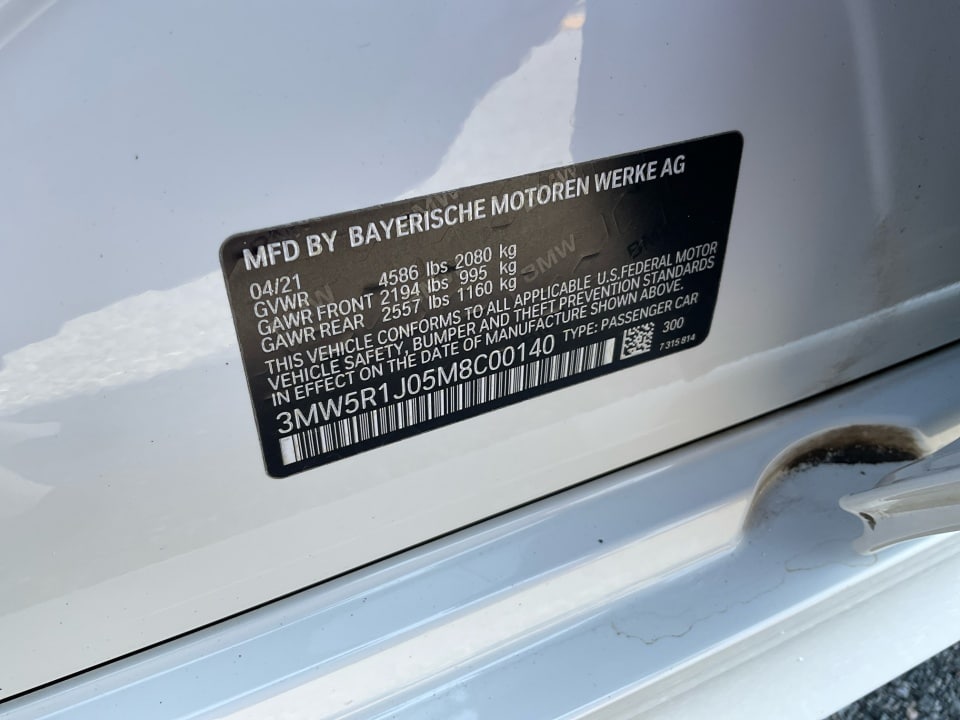 MFD BY BAYERISCHE MOTOREN WERKE AG
04/21
GVWR 4586 lbs 2080 kg
GAWR FRONT 2194 lbs 995 kg
GAWR REAR 2557 lbs 1160 kg
THIS VEHICLE CONFORMS TO ALL APPLICABLE U.S.FEDERAL MOTOR
VEHICLE SAFETY, BUMPER AND THEFT PREVENTION STANDARDS
IN EFFECT ON THE DATE OF MANUFACTURE SHOWN ABOVE.
3MW5R1J05M8C00140 TYPE: PASSENGER CAR
300
7 315 814